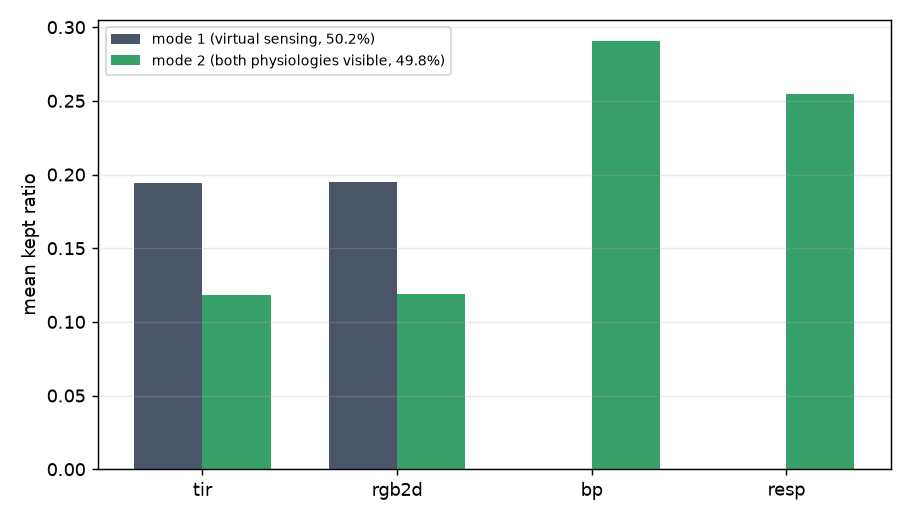 mode 1 (virtual sensing, 50.2%)
mode 2 (both physiologies visible, 49.8%)
mean kept ratio
0.30
0.25
0.20
0.15
0.10
0.05
0.00
tir rgb2d bp resp